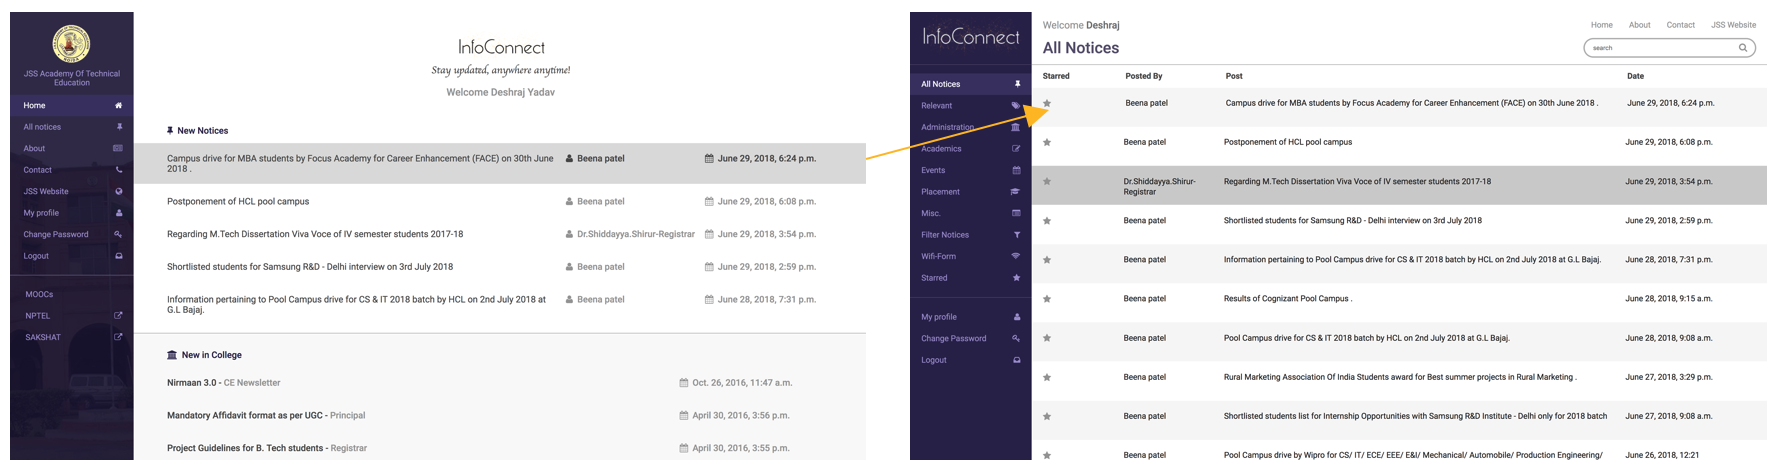 JSS Academy Of Technical
Education
Home
All notices
About
Contact
JSS Website
My profile
Change Password
Logout
MOOCs
NPTEL
SAKSHAT
InfoConnect
Stay updated, anywhere anytime!
Welcome Deshraj Yadav
New Notices
Campus drive for MBA students by Focus Academy for Career Enhancement (FACE) on 30th June Beena patel June 29, 2018, 6:24 p.m.
2018 .
Postponement of HCL pool campus Beena patel June 29, 2018, 6:08 p.m.
Regarding M.Tech Dissertation Viva Voce of IV semester students 2017-18 Dr.Shiddayya.Shirur-Registrar June 29, 2018, 3:54 p.m.
Shortlisted students for Samsung R&D - Delhi interview on 3rd July 2018 Beena patel June 29, 2018, 2:59 p.m.
Information pertaining to Pool Campus drive for CS & IT 2018 batch by HCL on 2nd July 2018 at Beena patel June 28, 2018, 7:31 p.m.
G.L Bajaj.
New in College
Nirmaan 3.0 - CE Newsletter Oct. 26, 2016, 11:47 a.m.
Mandatory Affidavit format as per UGC - Principal April 30, 2016, 3:56 p.m.
Project Guidelines for B. Tech students - Registrar April 30, 2016, 3:55 p.m.
InfoConnect
All Notices
Relevant
Administration
Academics
Events
Placement
Misc.
Filter Notices
Wifi-Form
Starred
My profile
Change Password
Logout
Welcome Deshraj
Home About Contact JSS Website
All Notices
search
Starred Posted By Post Date
Beena patel Campus drive for MBA students by Focus Academy for Career Enhancement (FACE) on 30th June 2018 . June 29, 2018, 6:24 p.m.
Beena patel Postponement of HCL pool campus June 29, 2018, 6:08 p.m.
Dr.Shiddayya.Shirur- Regarding M.Tech Dissertation Viva Voce of IV semester students 2017-18 June 29, 2018, 3:54 p.m.
Registrar
Beena patel Shortlisted students for Samsung R&D - Delhi interview on 3rd July 2018 June 29, 2018, 2:59 p.m.
Beena patel Information pertaining to Pool Campus drive for CS & IT 2018 batch by HCL on 2nd July 2018 at G.L Bajaj. June 28, 2018, 7:31 p.m.
Beena patel Results of Cognizant Pool Campus . June 28, 2018, 9:15 a.m.
Beena patel Pool Campus drive for CS & IT 2018 batch by HCL on 2nd July 2018 at G.L Bajaj. June 28, 2018, 9:08 a.m.
Beena patel Rural Marketing Association Of India Students award for Best summer projects in Rural Marketing . June 27, 2018, 3:29 p.m.
Beena patel Shortlisted students list for Internship Opportunities with Samsung R&D Institute - Delhi only for 2018 batch June 27, 2018, 9:08 a.m.
Beena patel Pool Campus drive by Wipro for CS/ IT/ ECE/ EEE/ E&I/ Mechanical/ Automobile/ Production Engineering/ June 26, 2018, 12:21